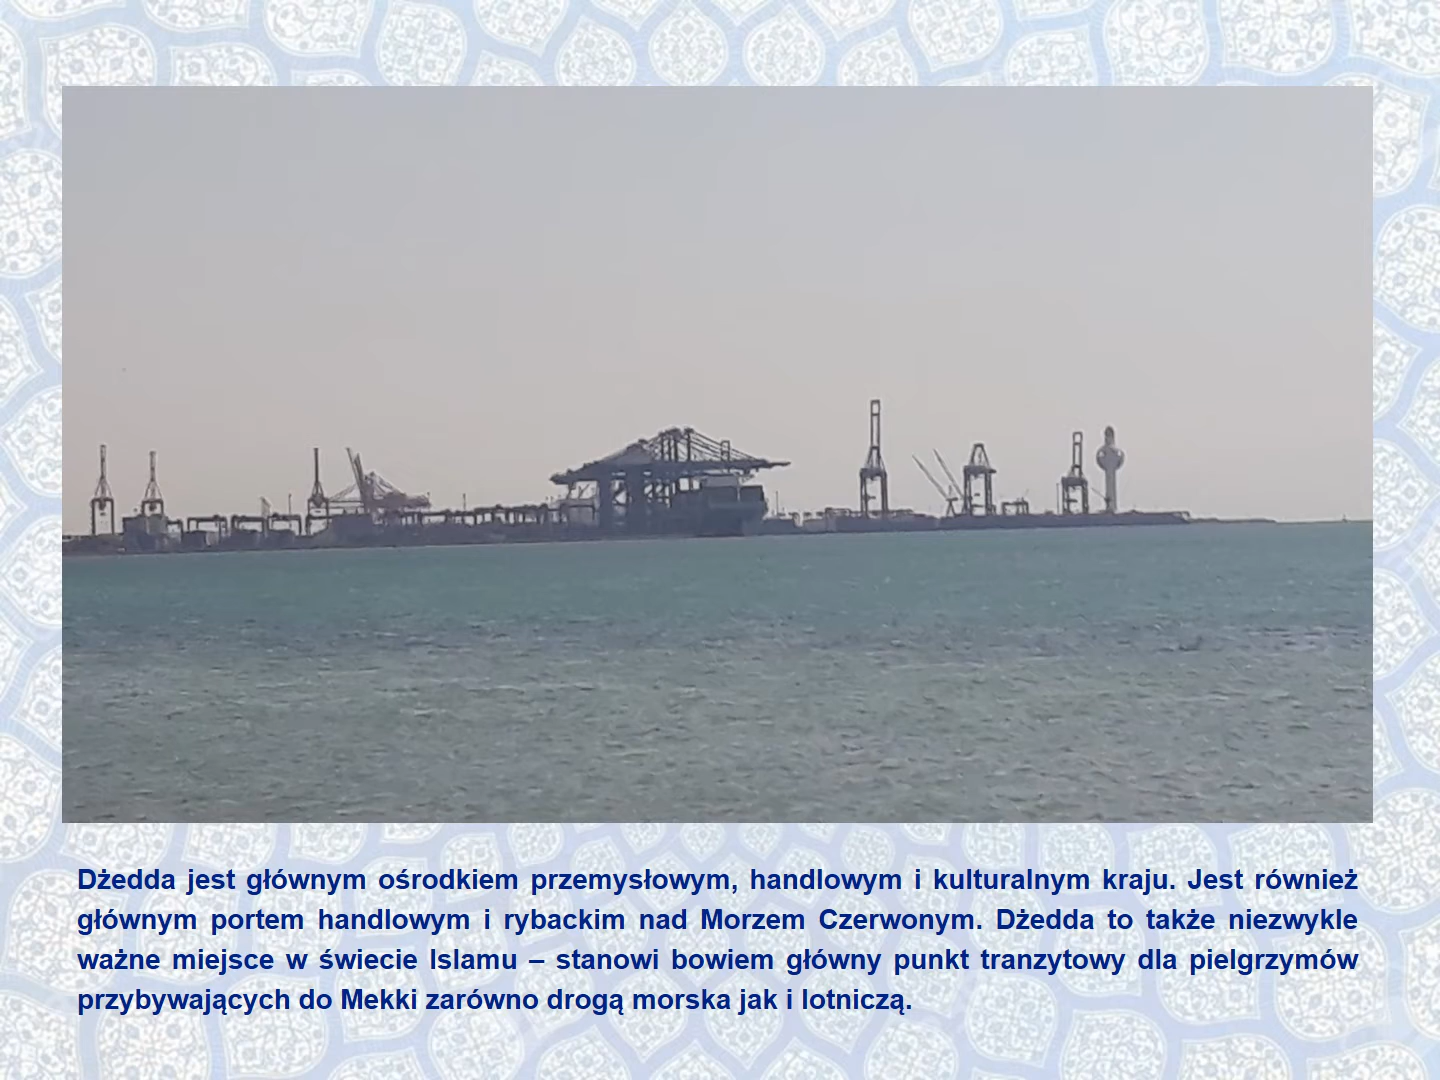 Dżedda jest głównym ośrodkiem przemysłowym, handlowym i kulturalnym kraju. Jest również
głównym portem handlowym i rybackim nad Morzem Czerwonym. Dżedda to także niezwykle
ważne miejsce w świecie Islamu – stanowi bowiem główny punkt tranzytowy dla pielgrzymów
przybywających do Mekki zarówno drogą morska jak i lotniczą.